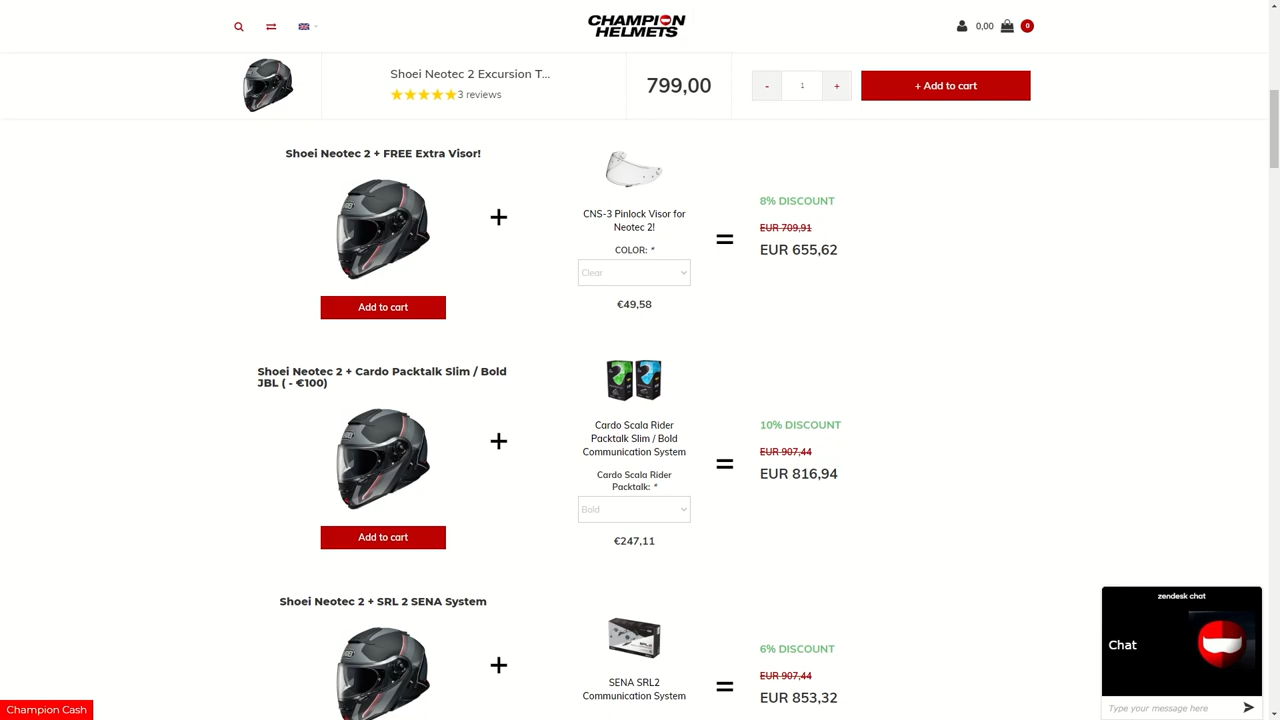 CHAMPION
HELMETS
0,00
0
Shoei Neotec 2 Excursion T...
3 reviews
799,00
-
1
+
+ Add to cart
Shoei Neotec 2 + FREE Extra Visor!
+
CNS-3 Pinlock Visor for
Neotec 2!
COLOR: *
Clear
€49,58
=
8% DISCOUNT
EUR 709,91
EUR 655,62
Add to cart
Shoei Neotec 2 + Cardo Packtalk Slim / Bold
JBL ( - €100)
+
Cardo Scala Rider
Packtalk Slim / Bold
Communication System
Cardo Scala Rider
Packtalk: *
Bold
€247,11
=
10% DISCOUNT
EUR 907,44
EUR 816,94
Add to cart
Shoei Neotec 2 + SRL 2 SENA System
+
SENA SRL2
Communication System
=
6% DISCOUNT
EUR 907,44
EUR 853,32
zendesk chat
Chat
Type your message here
Champion Cash